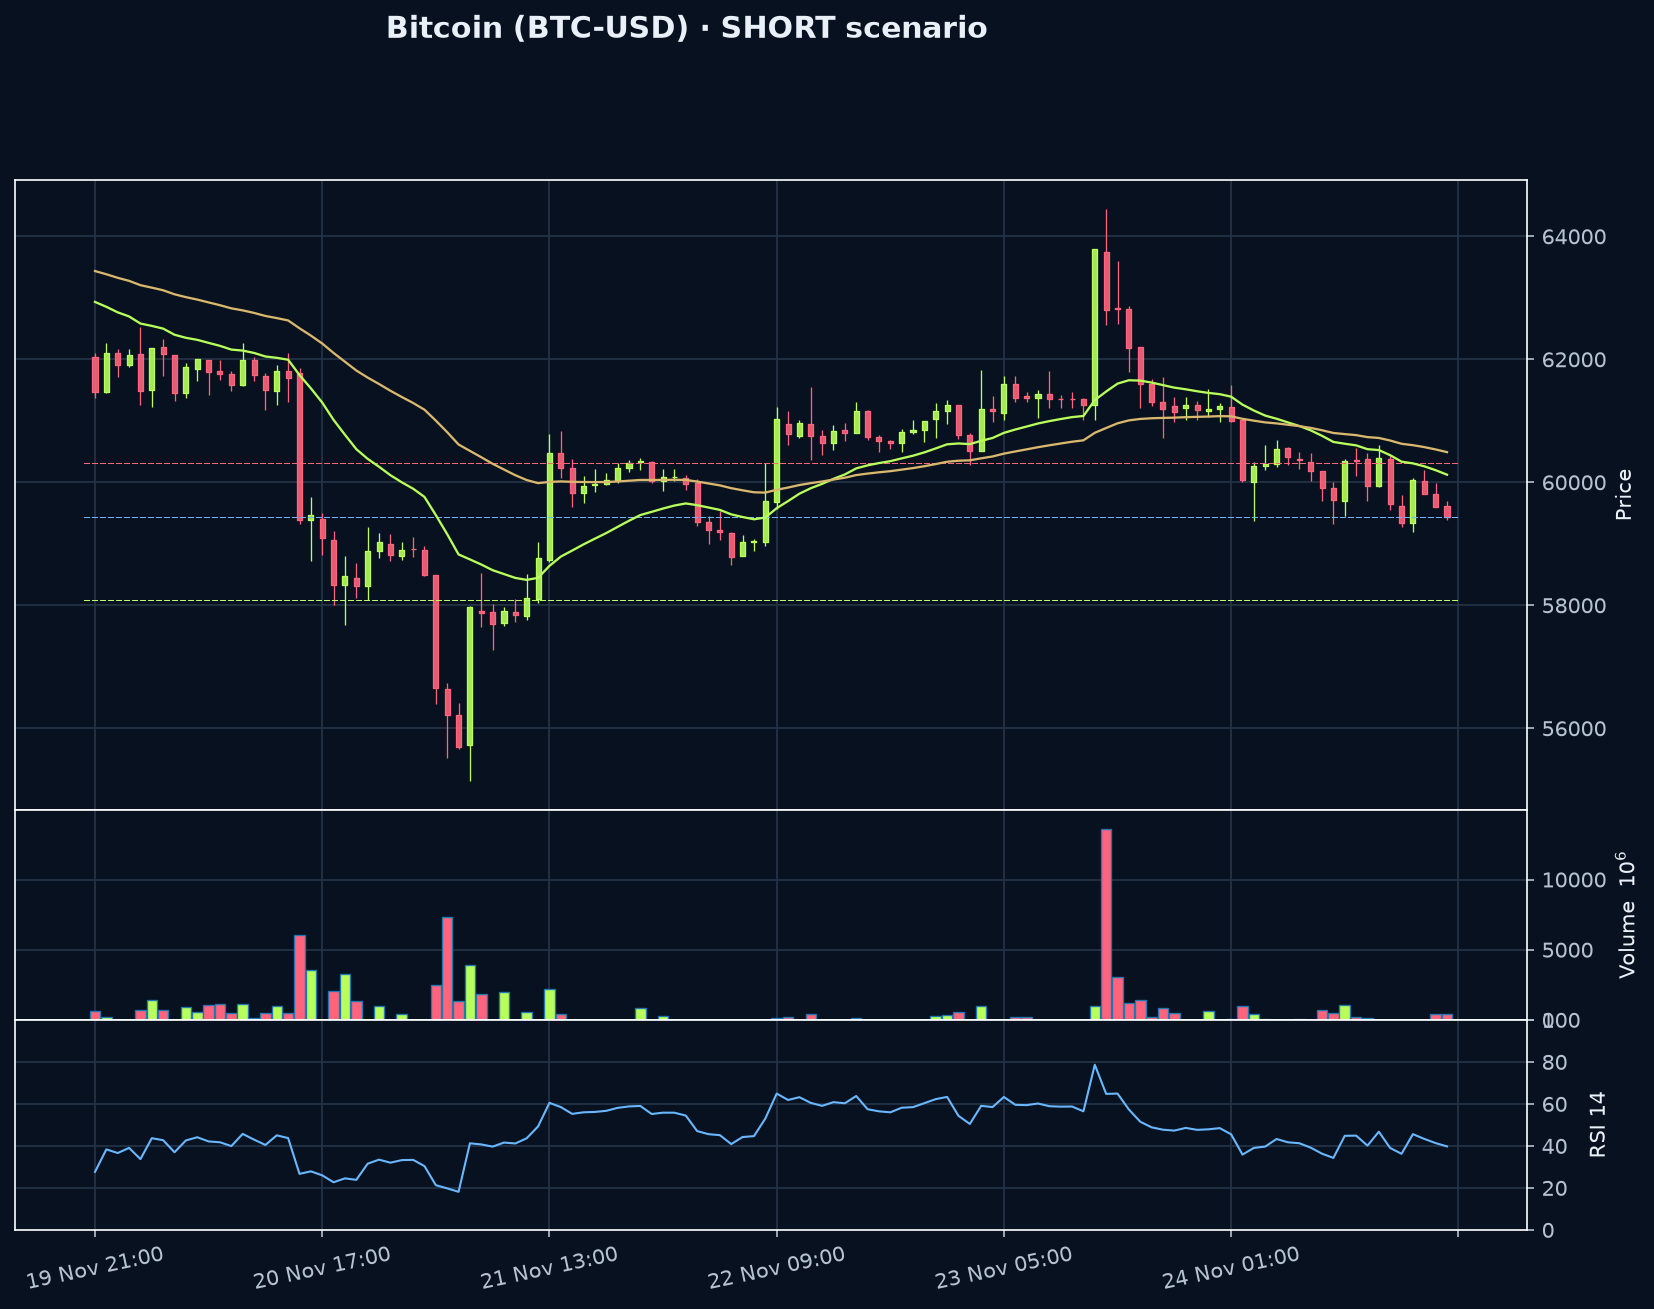 Bitcoin (BTC-USD) · SHORT scenario
64000
62000
60000
58000
56000
Price
10000
5000
0
Volume 10⁶
100
80
60
40
20
0
RSI 14
19 Nov 21:00
20 Nov 17:00
21 Nov 13:00
22 Nov 09:00
23 Nov 05:00
24 Nov 01:00